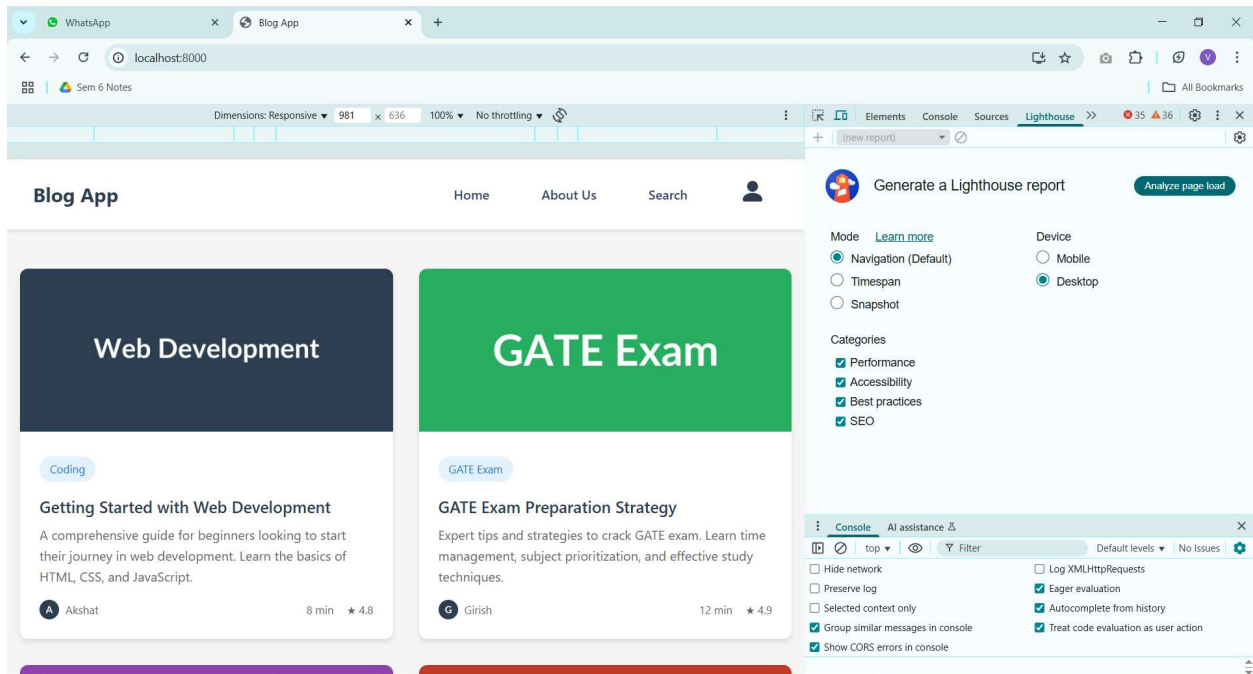 WhatsApp
Blog App
localhost:8000
Sem 6 Notes
All Bookmarks
Dimensions: Responsive ▼ 981 × 636 100% ▼ No throttling ▼
Elements Console Sources Lighthouse >> 35 36
(new report)
Blog App
Home About Us Search
Web Development
Coding
Getting Started with Web Development
A comprehensive guide for beginners looking to start
their journey in web development. Learn the basics of
HTML, CSS, and JavaScript.
A Akshat 8 min ★ 4.8
GATE Exam
GATE Exam
GATE Exam Preparation Strategy
Expert tips and strategies to crack GATE exam. Learn time
management, subject prioritization, and effective study
techniques.
G Girish 12 min ★ 4.9
Generate a Lighthouse report
Analyze page load
Mode Learn more
Navigation (Default)
Timespan
Snapshot
Device
Mobile
Desktop
Categories
Performance
Accessibility
Best practices
SEO
Console AI assistance
top ▼ Filter Default levels ▼ No Issues
Hide network
Preserve log
Selected context only
Group similar messages in console
Show CORS errors in console
Log XMLHttpRequests
Eager evaluation
Autocomplete from history
Treat code evaluation as user action
V